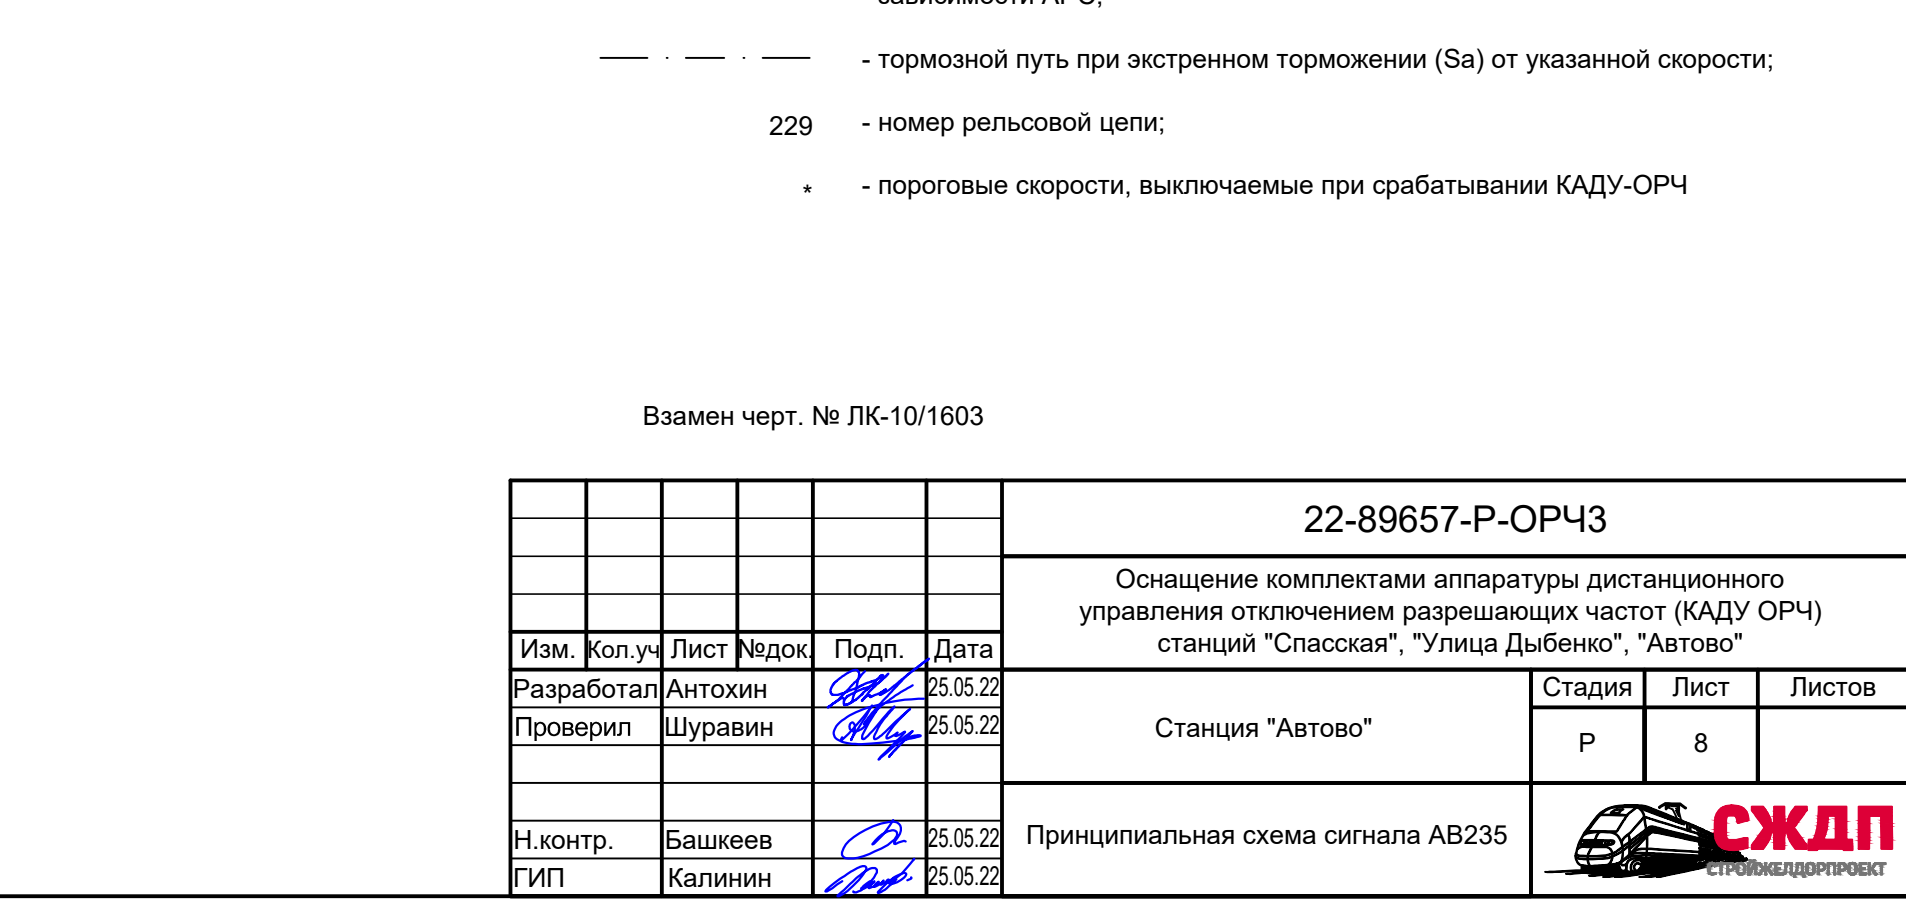 - тормозной путь при экстренном торможении (Sa) от указанной скорости;
229 - номер рельсовой цепи;
* - пороговые скорости, выключаемые при срабатывании КАДУ-ОРЧ
Взамен черт. № ЛК-10/1603
22-89657-Р-ОРЧ3
Оснащение комплектами аппаратуры дистанционного
управления отключением разрешающих частот (КАДУ ОРЧ)
станций "Спасская", "Улица Дыбенко", "Автово"
Изм. Кол.уч Лист №док. Подп. Дата
Разработал Антохин 25.05.22
Проверил Шуравин 25.05.22
Станция "Автово"
Стадия Лист Листов
Р 8
Н.контр. Башкеев 25.05.22
ГИП Калинин 25.05.22
Принципиальная схема сигнала АВ235
СЖДП
СТРОЙЖЕЛДОРПРОЕКТ